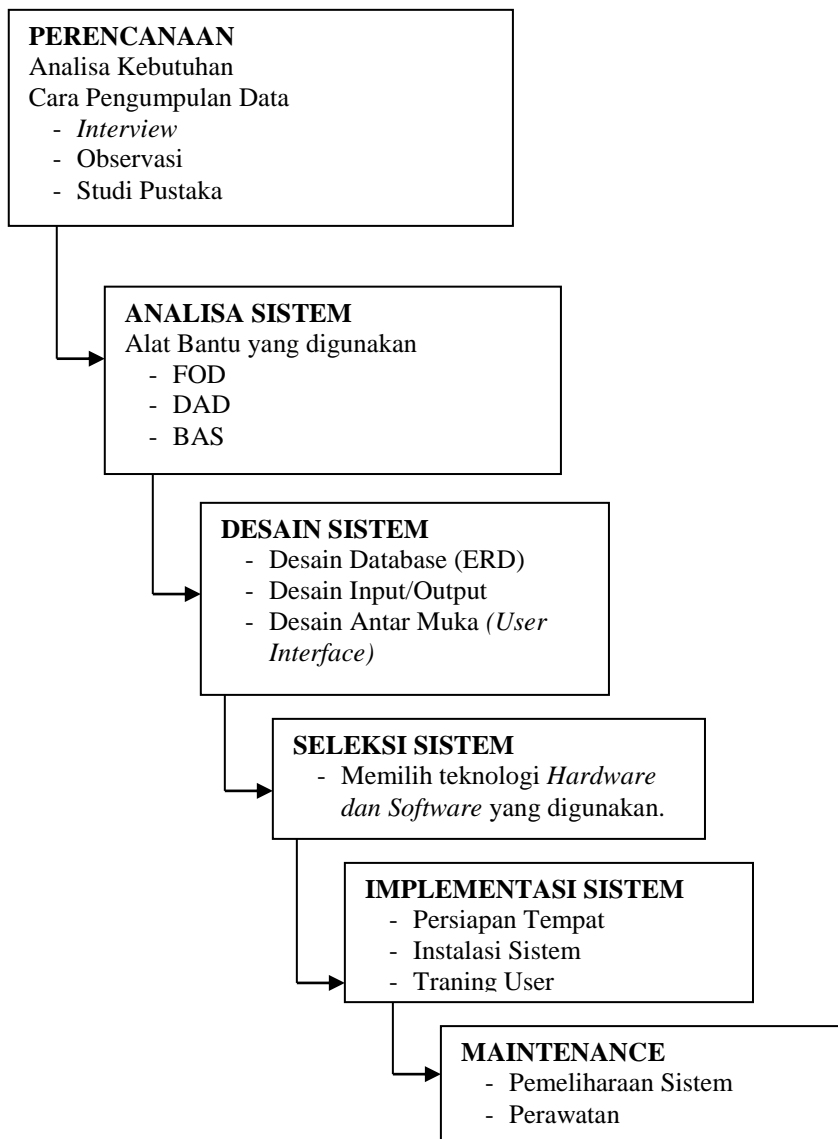 PERENCANAAN
Analisa Kebutuhan
Cara Pengumpulan Data
- Interview
- Observasi
- Studi Pustaka
ANALISA SISTEM
Alat Bantu yang digunakan
- FOD
- DAD
- BAS
DESAIN SISTEM
- Desain Database (ERD)
- Desain Input/Output
- Desain Antar Muka (User
Interface)
SELEKSI SISTEM
- Memilih teknologi Hardware
dan Software yang digunakan.
IMPLEMENTASI SISTEM
- Persiapan Tempat
- Instalasi Sistem
- Traning User
MAINTENANCE
- Pemeliharaan Sistem
- Perawatan